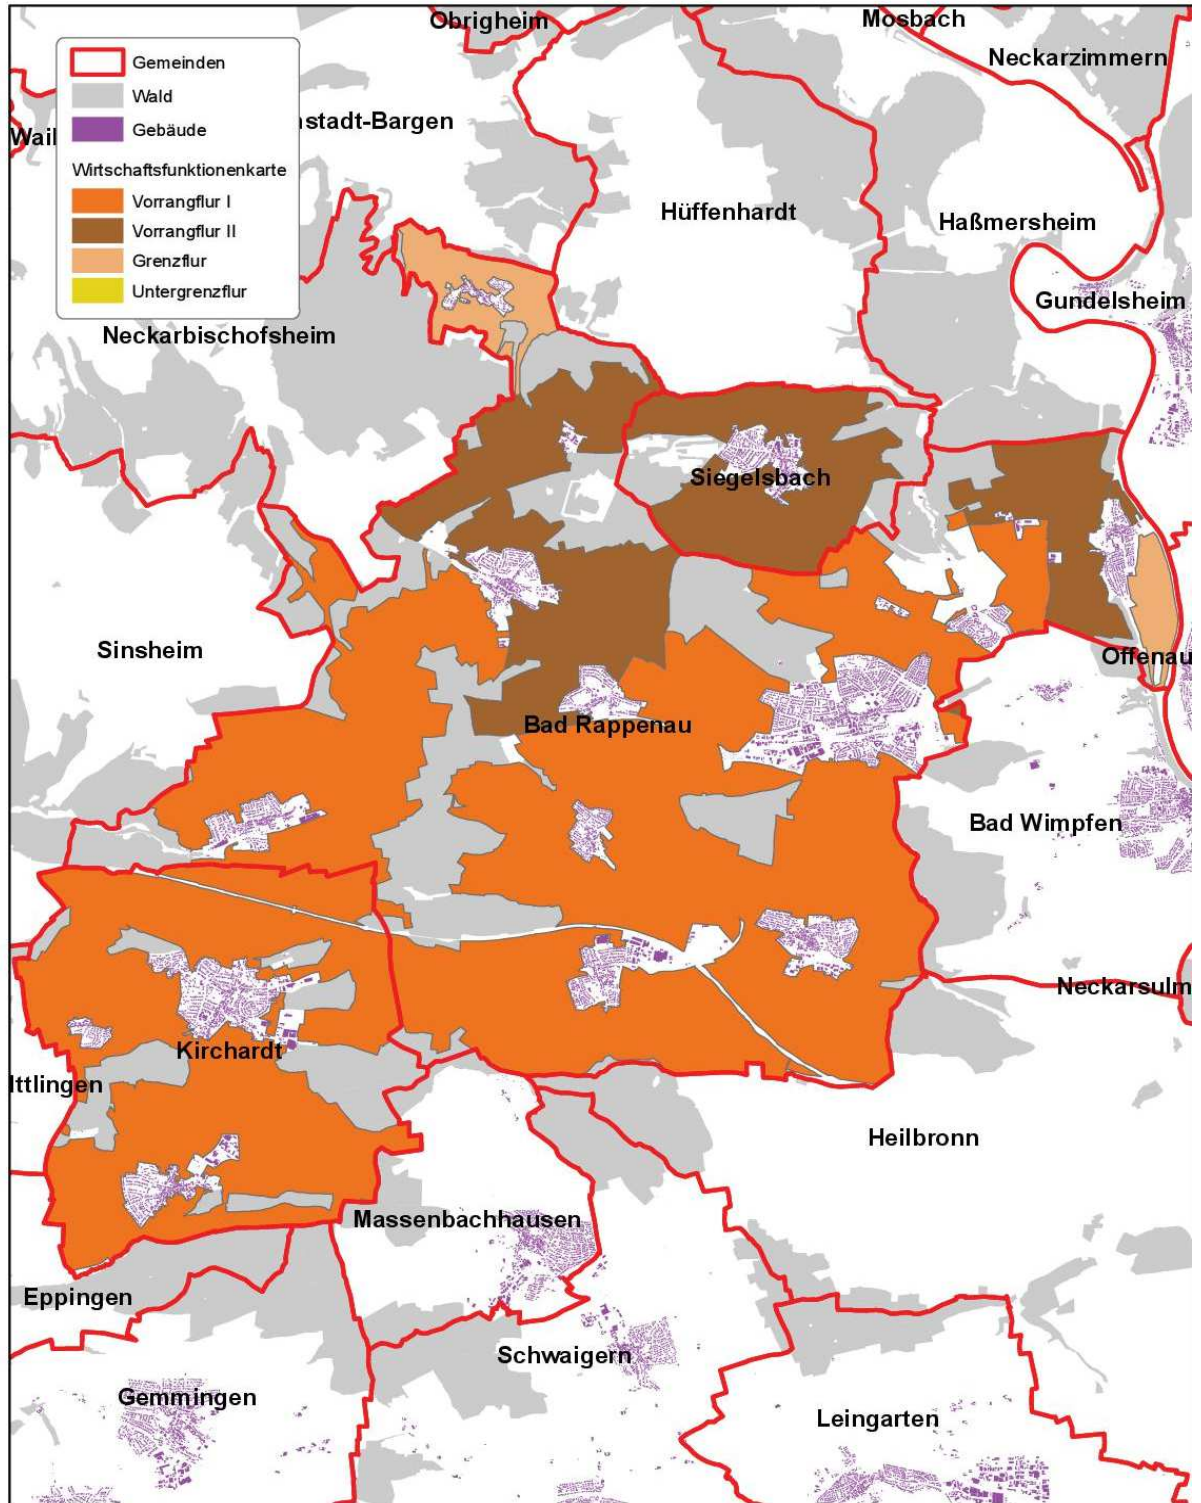 Obrigheim
Mosbach
Neckarzimmern
Gemeinden
Wald
Gebäude
Wirtschaftsfunktionenkarte
Vorrangflur I
Vorrangflur II
Grenzflur
Untergrenzflur
Wail
nstadt-Bargen
Hüffenhardt
Haßmersheim
Gundelsheim
Neckarbischofsheim
Siegelsbach
Sinsheim
Offenau
Bad Rappenau
Bad Wimpfen
Neckarsulm
Kirchardt
Ittlingen
Heilbronn
Massenbachhausen
Eppingen
Schwaigern
Gemmingen
Leingarten